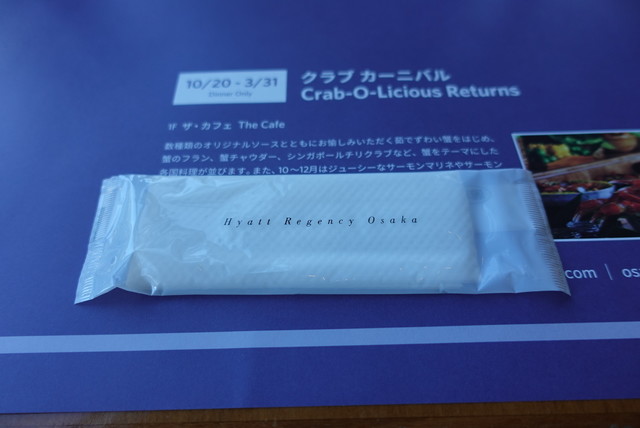 10/20 - 3/31
Dinner Only
クラブ カーニバル
Crab-O-Licious Returns
1F ザ・カフェ The Cafe
数種類のオリジナルソースとともにお愉しみいただく茹でずわい蟹をはじめ、
蟹のフラン、蟹チャウダー、シンガポールチリクラブなど、蟹をテーマにした
各国料理が並びます。また、10～12月はジューシーなサーモンマリネやサーモン
Hyatt Regency Osaka
.com | os